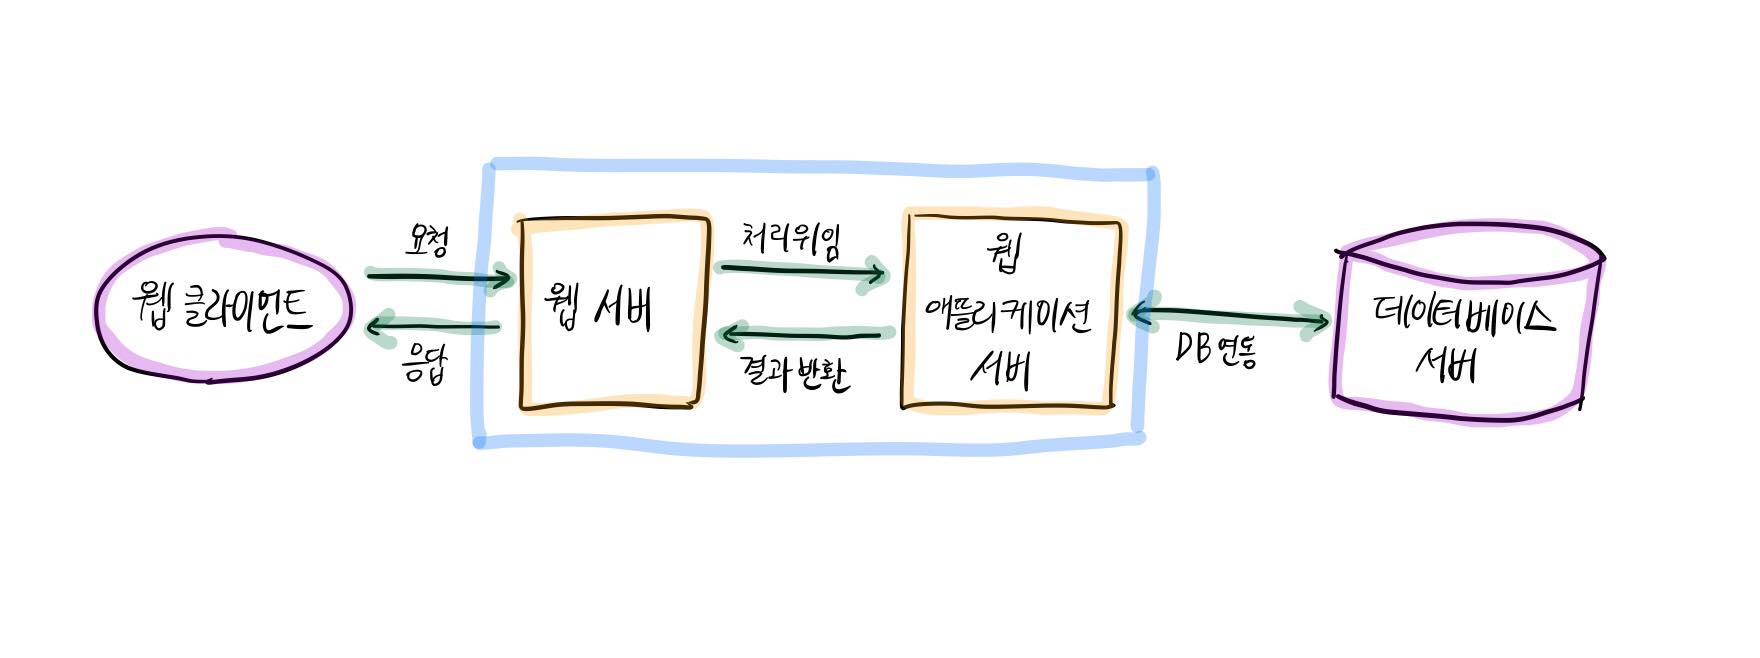 웹 클라이언트
요청
응답
웹 서버
처리위임
결과 반환
웹
애플리케이션
서버
DB 연동
데이터베이스
서버